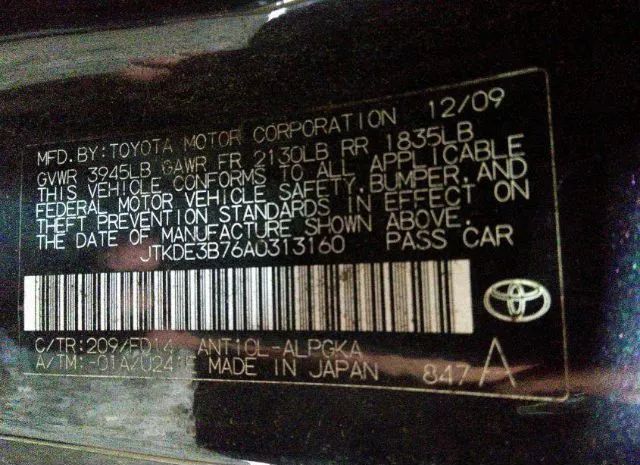 12/09
MFD. BY: TOYOTA MOTOR CORPORATION
GVWR 3945LB GAWR FR 2130LB RR 1835LB
THIS VEHICLE CONFORMS TO ALL APPLICABLE
FEDERAL MOTOR VEHICLE SAFETY, BUMPER, AND
THEFT PREVENTION STANDARDS IN EFFECT ON
THE DATE OF MANUFACTURE SHOWN ABOVE.
JTKDE3B76A0313160 PASS CAR
C/TR: 209/FD14 ANT10L-ALPGKA
A/TM: MADE IN JAPAN 847 A